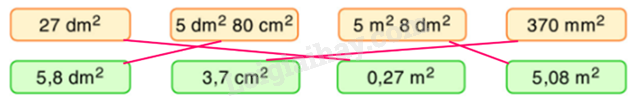 27 dm² 5 dm² 80 cm² 5 m² 8 dm² 370 mm²
5,8 dm² 3,7 cm² 0,27 m² 5,08 m²